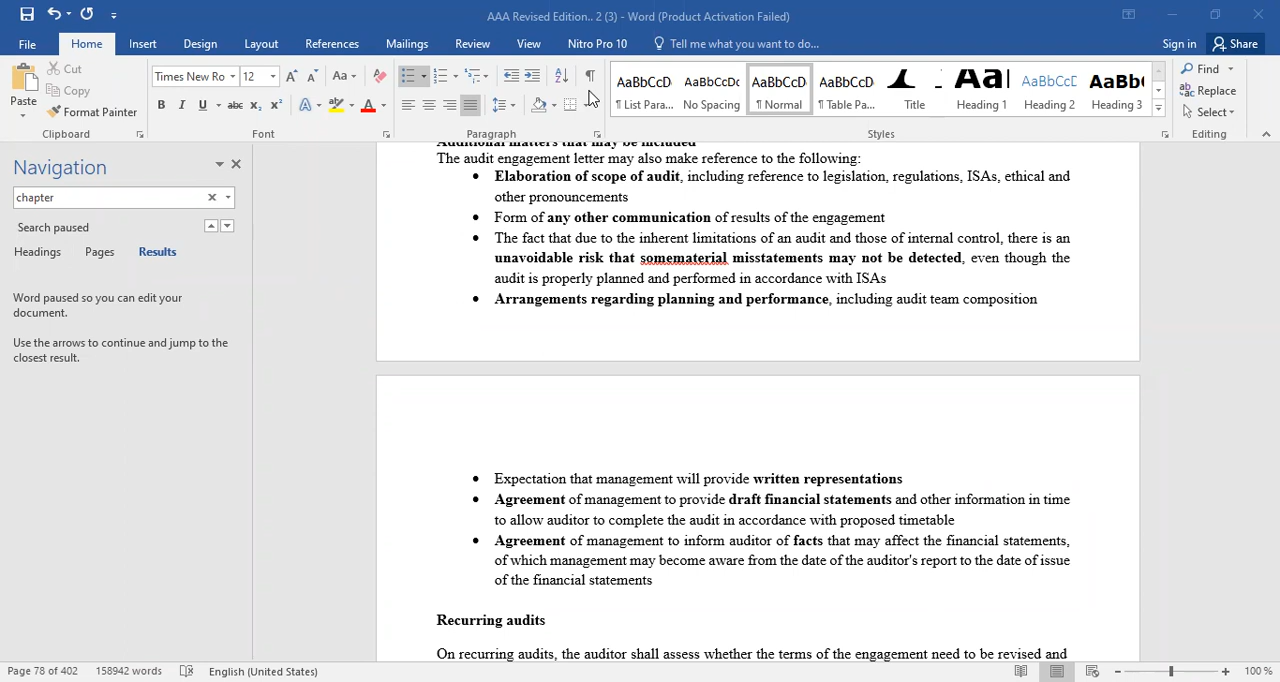 AAA Revised Edition.. 2 (3) - Word (Product Activation Failed)
File Home Insert Design Layout References Mailings Review View Nitro Pro 10 Tell me what you want to do... Sign in Share
Paste
Cut
Copy
Format Painter
Clipboard
Times New Ro 12
Font
Paragraph
AaBbCcD AaBbCcDc AaBbCcD AaBbCcD AaBbCcD AaBbC
¶ List Para... No Spacing ¶ Normal ¶ Table Pa... Title Heading 1 Heading 2 Heading 3
Styles
Find
Replace
Select
Editing
Navigation
chapter
Search paused
Headings Pages Results
Word paused so you can edit your
document.
Use the arrows to continue and jump to the
closest result.
Additional matters that may be included
The audit engagement letter may also make reference to the following:
• Elaboration of scope of audit, including reference to legislation, regulations, ISAs, ethical and
other pronouncements
• Form of any other communication of results of the engagement
• The fact that due to the inherent limitations of an audit and those of internal control, there is an
unavoidable risk that somematerial misstatements may not be detected, even though the
audit is properly planned and performed in accordance with ISAs
• Arrangements regarding planning and performance, including audit team composition
• Expectation that management will provide written representations
• Agreement of management to provide draft financial statements and other information in time
to allow auditor to complete the audit in accordance with proposed timetable
• Agreement of management to inform auditor of facts that may affect the financial statements,
of which management may become aware from the date of the auditor's report to the date of issue
of the financial statements
Recurring audits
On recurring audits, the auditor shall assess whether the terms of the engagement need to be revised and
Page 78 of 402 158942 words English (United States) 100 %